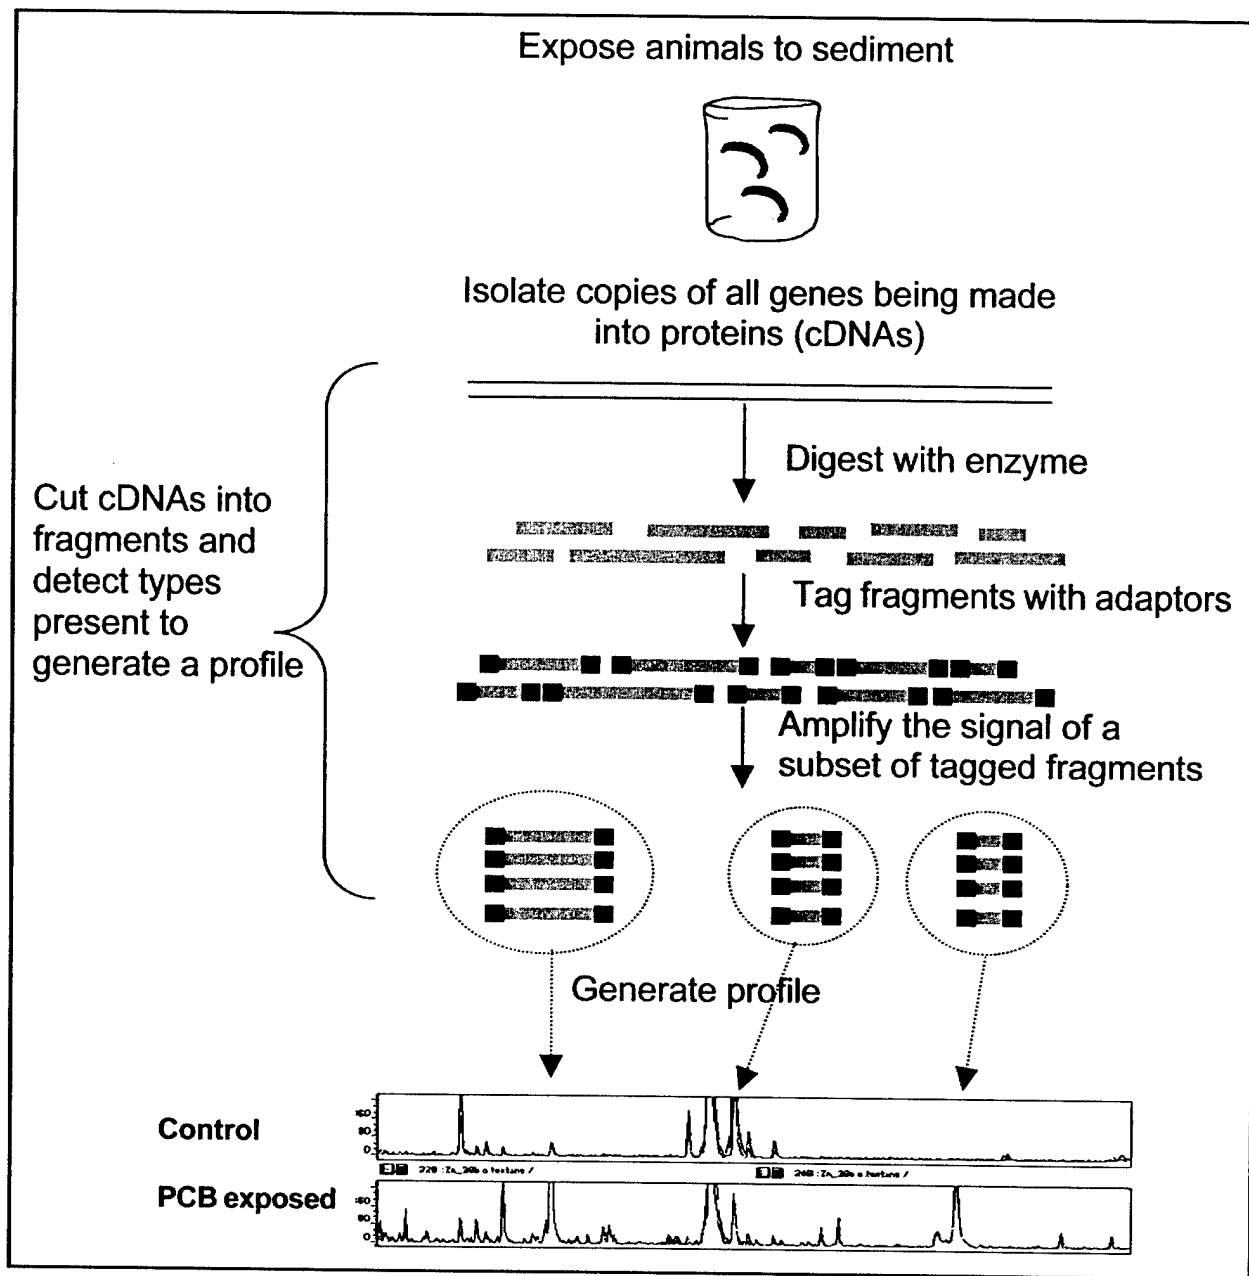 Expose animals to sediment
Isolate copies of all genes being made
into proteins (cDNAs)
Digest with enzyme
Cut cDNAs into
fragments and
detect types
present to
generate a profile
Tag fragments with adaptors
Amplify the signal of a
subset of tagged fragments
Generate profile
Control
PCB exposed